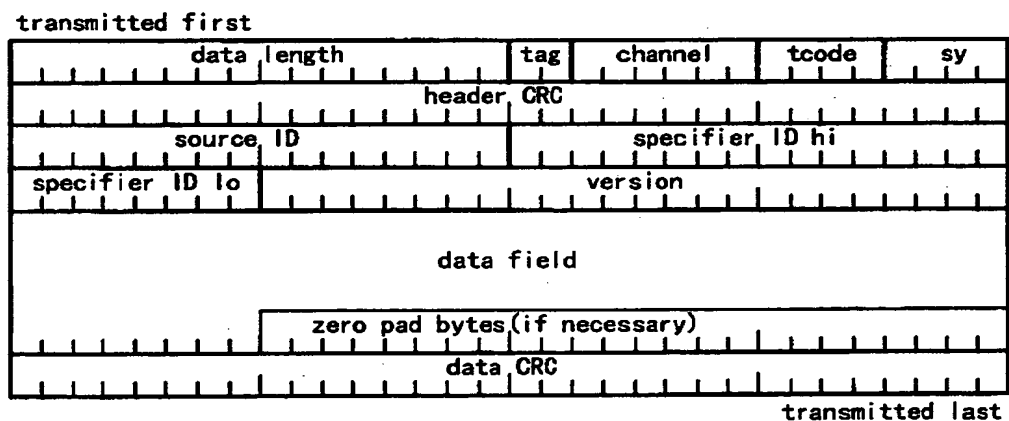 transmitted first
data length tag channel tcode sy
header CRC
source ID specifier ID hi
specifier ID lo version
data field
zero pad bytes(if necessary)
data CRC
transmitted last